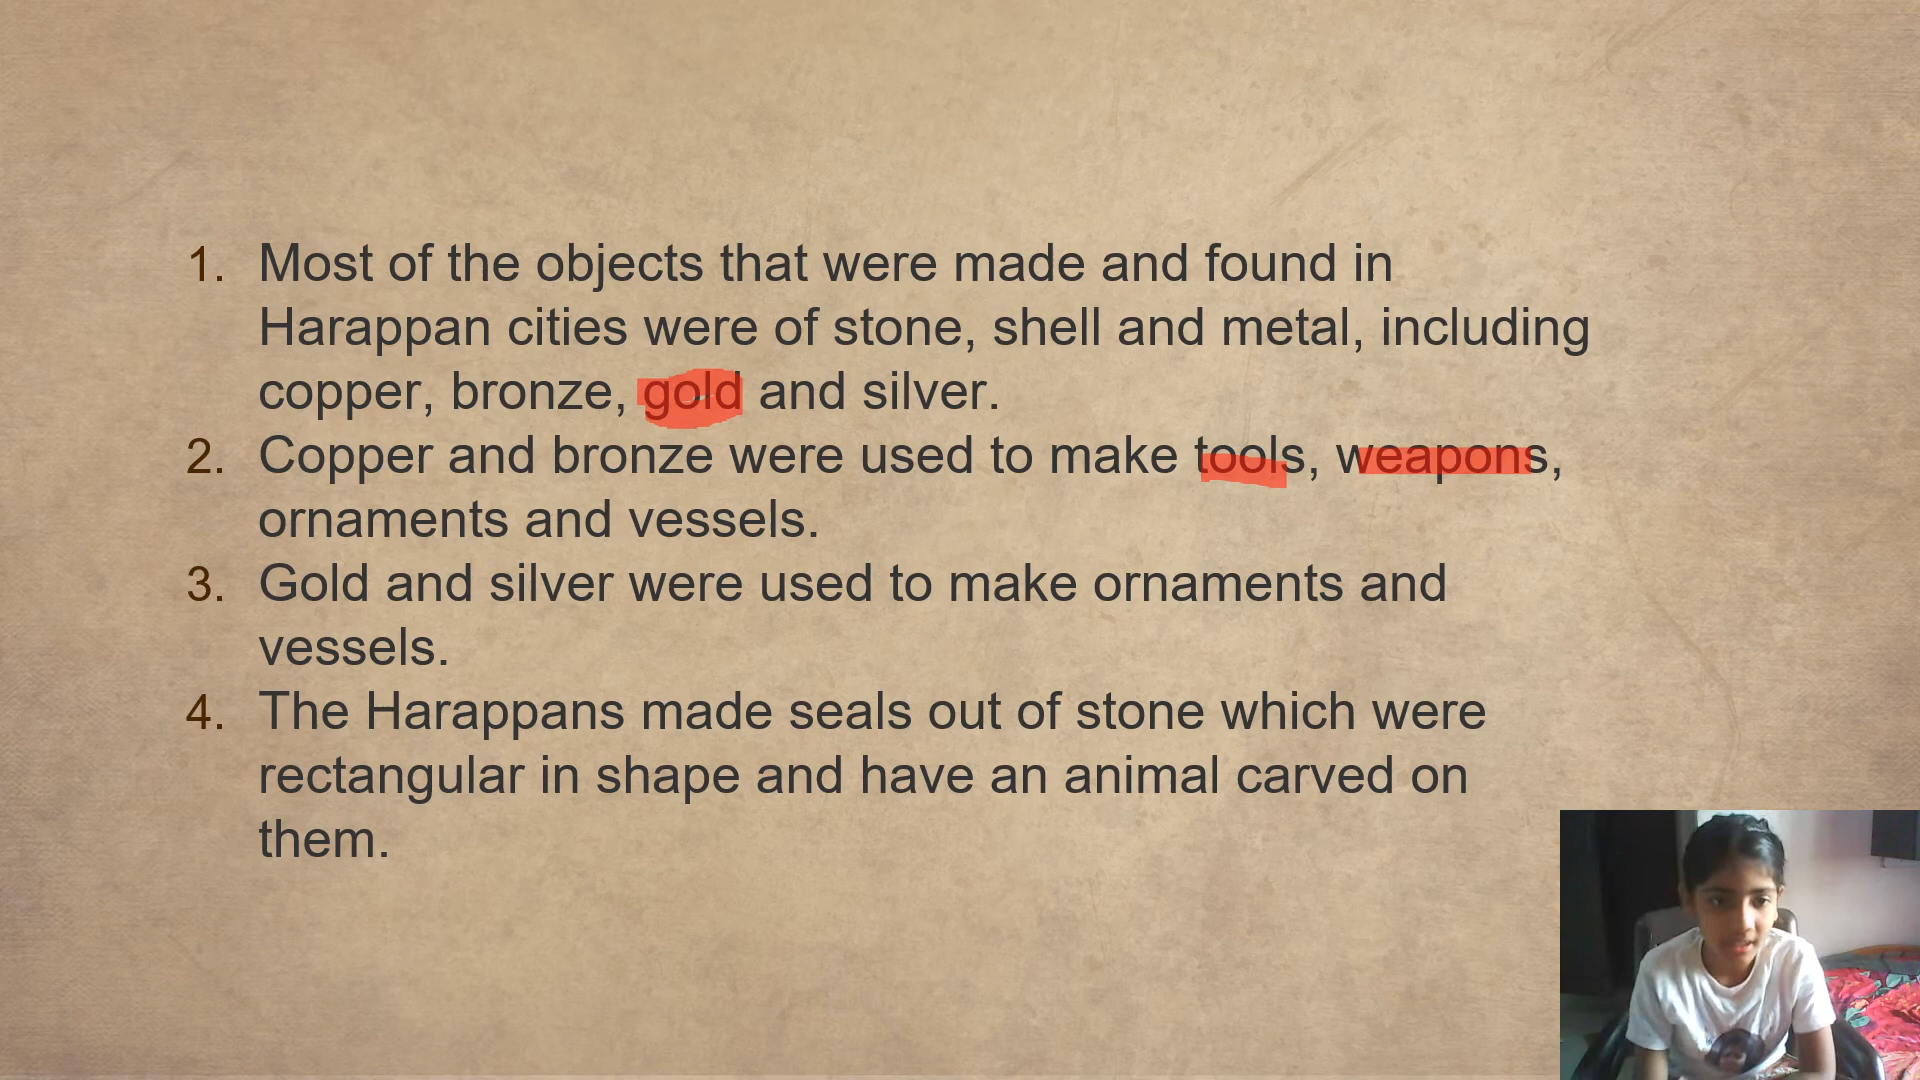 1. Most of the objects that were made and found in
Harappan cities were of stone, shell and metal, including
copper, bronze, gold and silver.
2. Copper and bronze were used to make tools, weapons,
ornaments and vessels.
3. Gold and silver were used to make ornaments and
vessels.
4. The Harappans made seals out of stone which were
rectangular in shape and have an animal carved on
them.